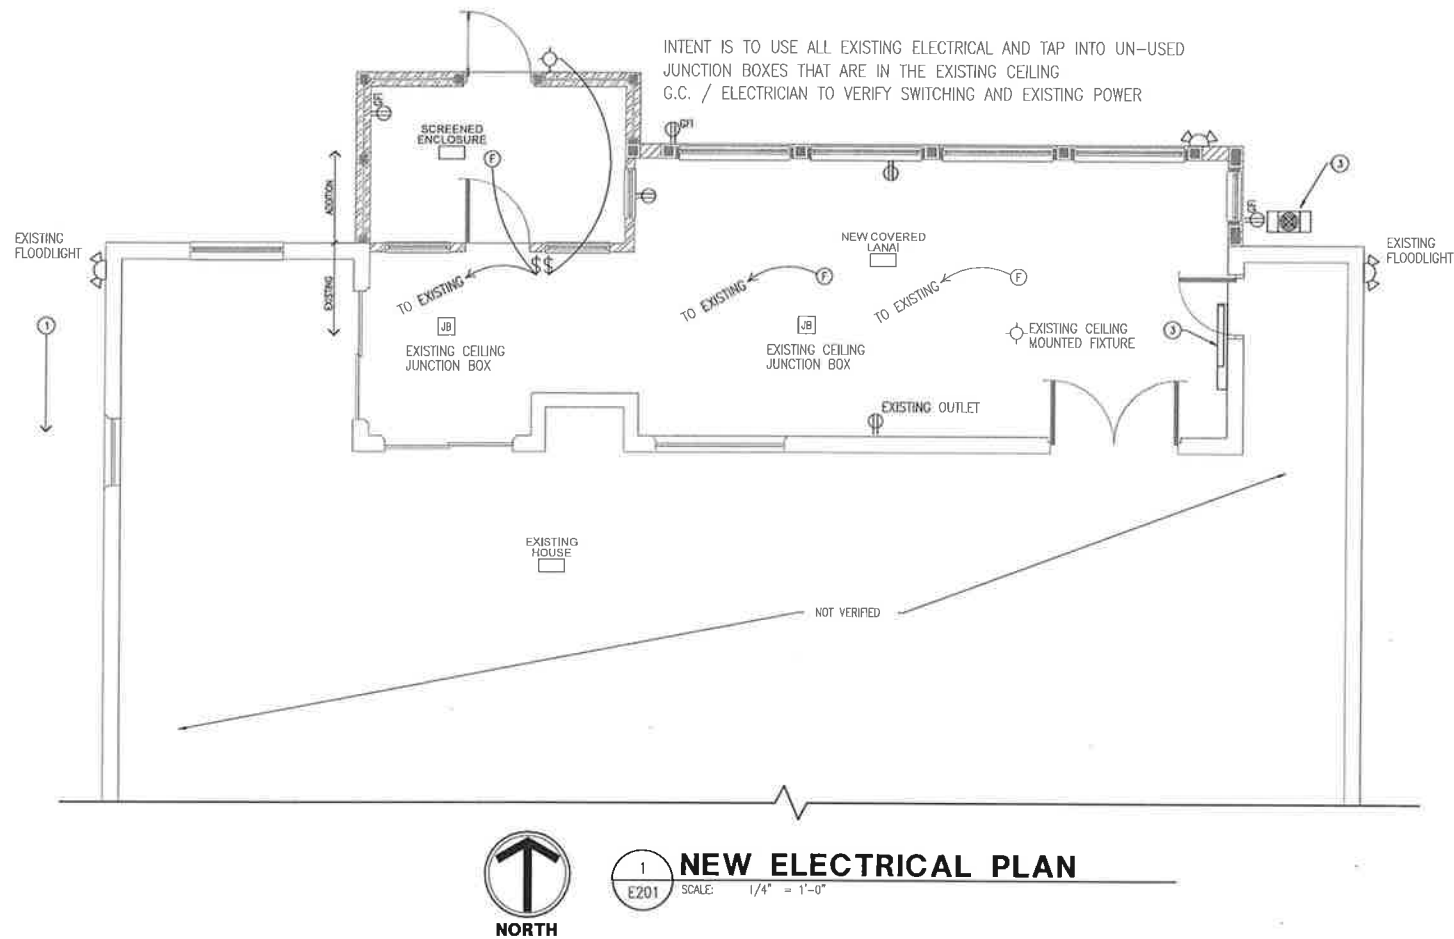 INTENT IS TO USE ALL EXISTING ELECTRICAL AND TAP INTO UN-USED
JUNCTION BOXES THAT ARE IN THE EXISTING CEILING
G.C. / ELECTRICIAN TO VERIFY SWITCHING AND EXISTING POWER
GFI
SCREENED
ENCLOSURE
F
GFI
ADDITION
EXISTING
3
GFI
EXISTING
FLOODLIGHT
NEW COVERED
LANAI
EXISTING
FLOODLIGHT
$$
TO EXISTING
TO EXISTING
F
TO EXISTING
F
1
JB
EXISTING CEILING
JUNCTION BOX
JB
EXISTING CEILING
JUNCTION BOX
EXISTING CEILING
MOUNTED FIXTURE
3
EXISTING OUTLET
EXISTING
HOUSE
NOT VERIFIED
NORTH
1
E201
NEW ELECTRICAL PLAN
SCALE: 1/4" = 1'-0"